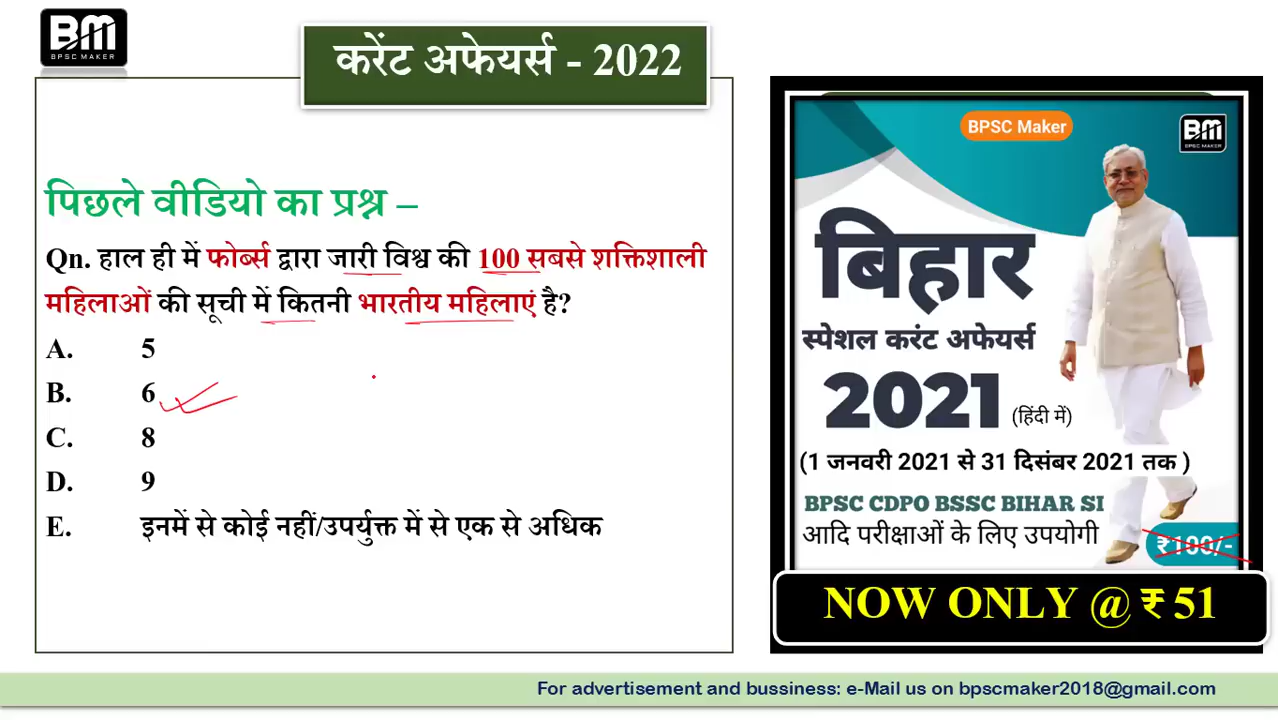 BM
BPSC MAKER
करेंट अफेयर्स - 2022
पिछले वीडियो का प्रश्न –
Qn. हाल ही में फोर्ब्स द्वारा जारी विश्व की 100 सबसे शक्तिशाली
महिलाओं की सूची में कितनी भारतीय महिलाएं है?
A. 5
B. 6
C. 8
D. 9
E. इनमें से कोई नहीं/उपर्युक्त में से एक से अधिक
BPSC Maker
BM
BPSC MAKER
बिहार
स्पेशल करंट अफेयर्स
2021 (हिंदी में)
(1 जनवरी 2021 से 31 दिसंबर 2021 तक )
BPSC CDPO BSSC BIHAR SI
आदि परीक्षाओं के लिए उपयोगी
₹100/-
NOW ONLY @ ₹ 51
For advertisement and bussiness: e-Mail us on bpscmaker2018@gmail.com